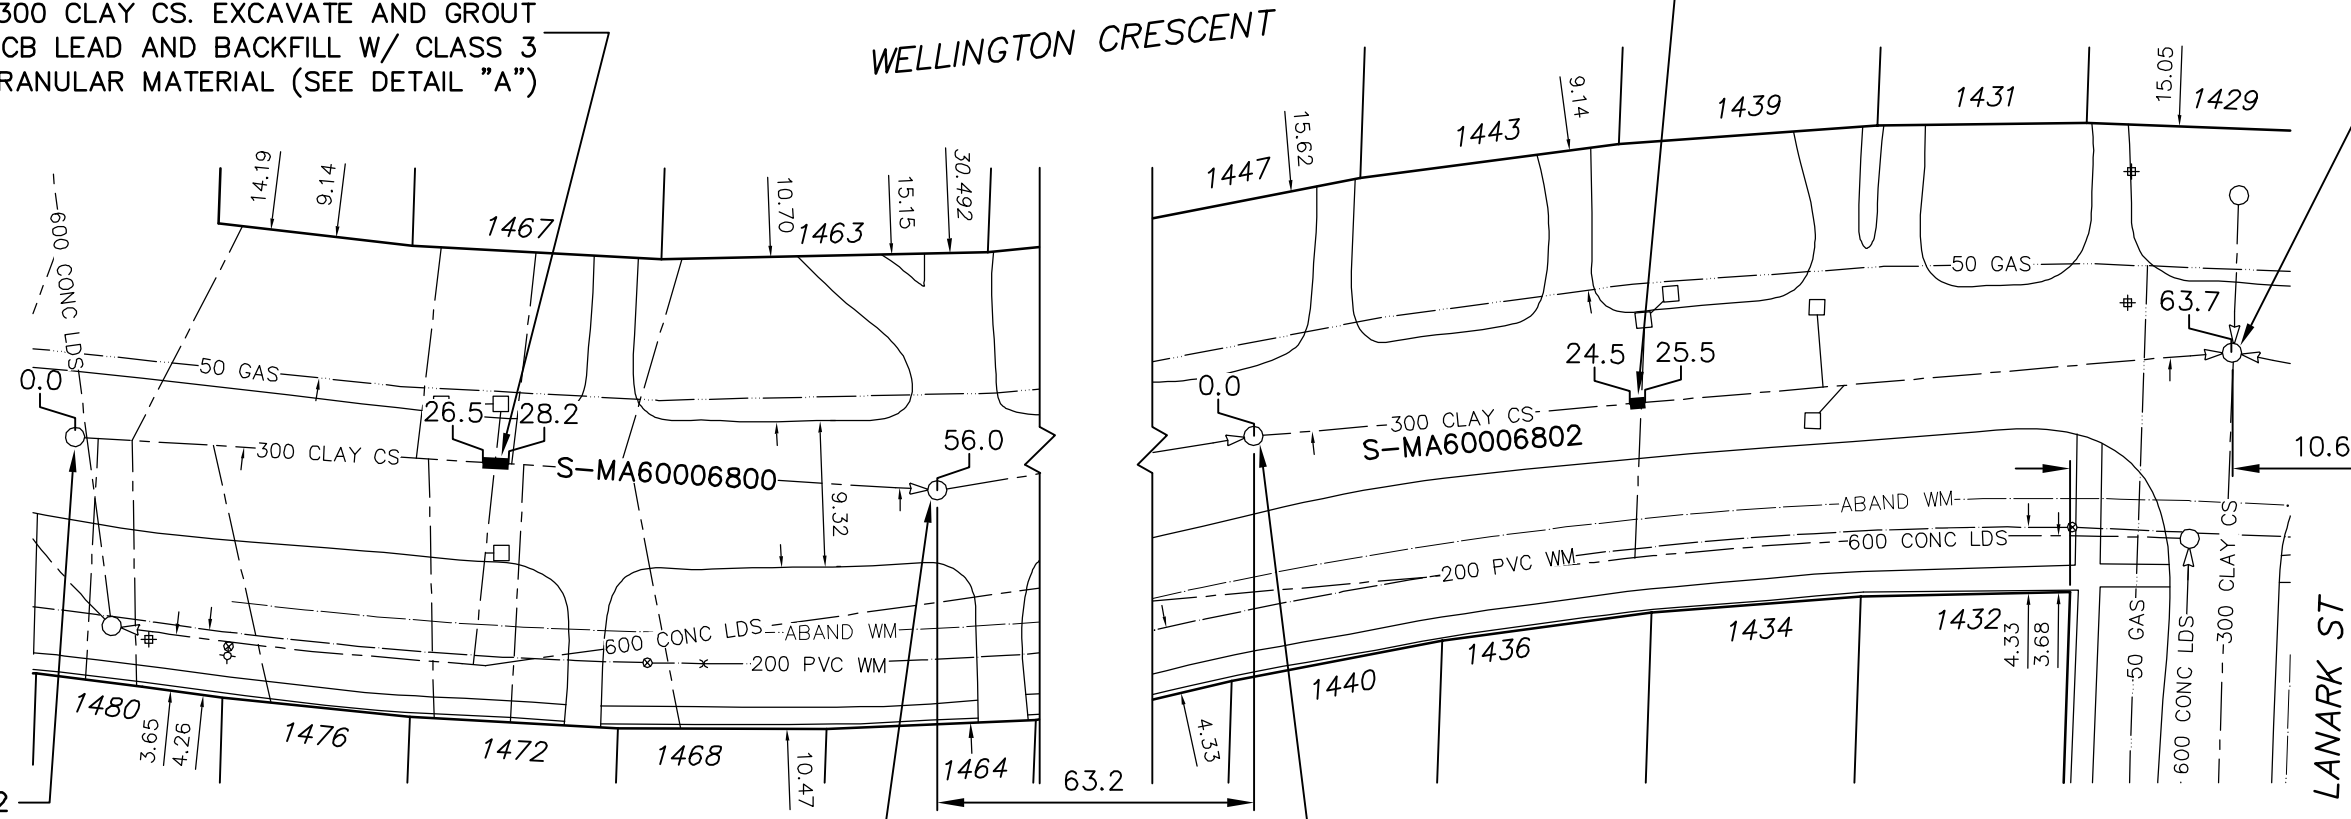 300 CLAY CS. EXCAVATE AND GROUT
CB LEAD AND BACKFILL W/ CLASS 3
RANULAR MATERIAL (SEE DETAIL "A")
WELLINGTON CRESCENT
14.19
9.14
1467
10.70
1463
15.15
30.492
1447
15.62
1443
9.14
1439
1431
15.05
1429
600 CONC LDS
50 GAS
0.0
26.5
28.2
300 CLAY CS
S-MA60006800
56.0
9.32
50 GAS
63.7
24.5
25.5
0.0
300 CLAY CS
S-MA60006802
10.6
ABAND WM
600 CONC LDS
200 PVC WM
600 CONC LDS
ABAND WM
200 PVC WM
300 CLAY CS
50 GAS
600 CONC LDS
LANARK ST
1480
3.65
4.26
1476
1472
1468
10.47
1464
63.2
4.33
1440
1436
1434
1432
4.33
3.68
2